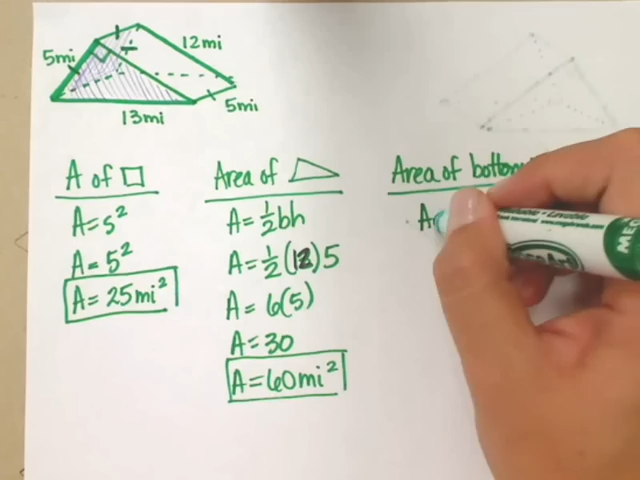 5mi
12mi
5mi
13mi
A of
A=s²
A=5²
A=25mi²
Area of
A=½bh
A=½(12)5
A=6(5)
A=30
A=60mi²
Area of bottom
A